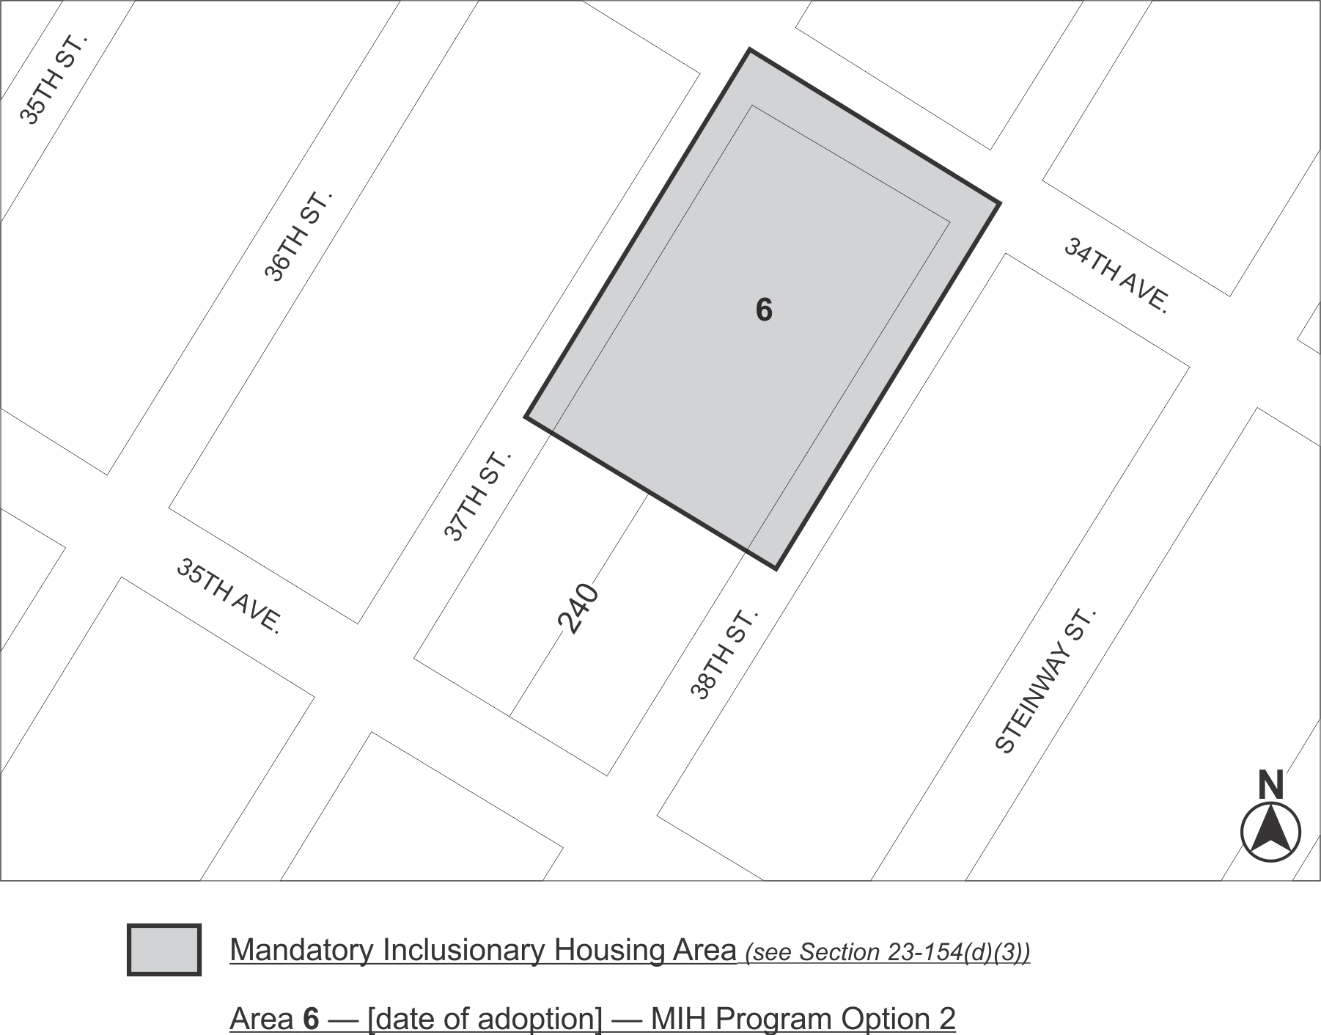 35TH ST.
36TH ST.
34TH AVE.
6
37TH ST.
35TH AVE.
240
38TH ST.
STEINWAY ST.
N
Mandatory Inclusionary Housing Area (see Section 23-154(d)(3))
Area 6 — [date of adoption] — MIH Program Option 2